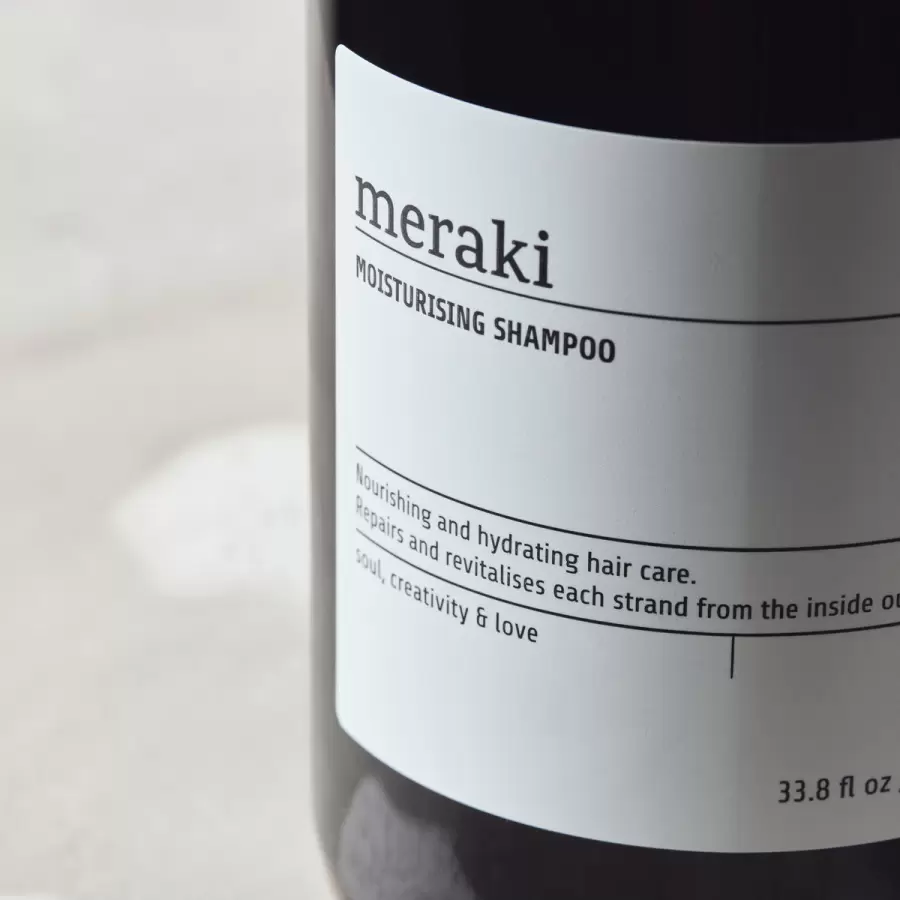 meraki
MOISTURISING SHAMPOO
Nourishing and hydrating hair care.
Repairs and revitalises each strand from the inside
soul, creativity & love
33.8 fl oz